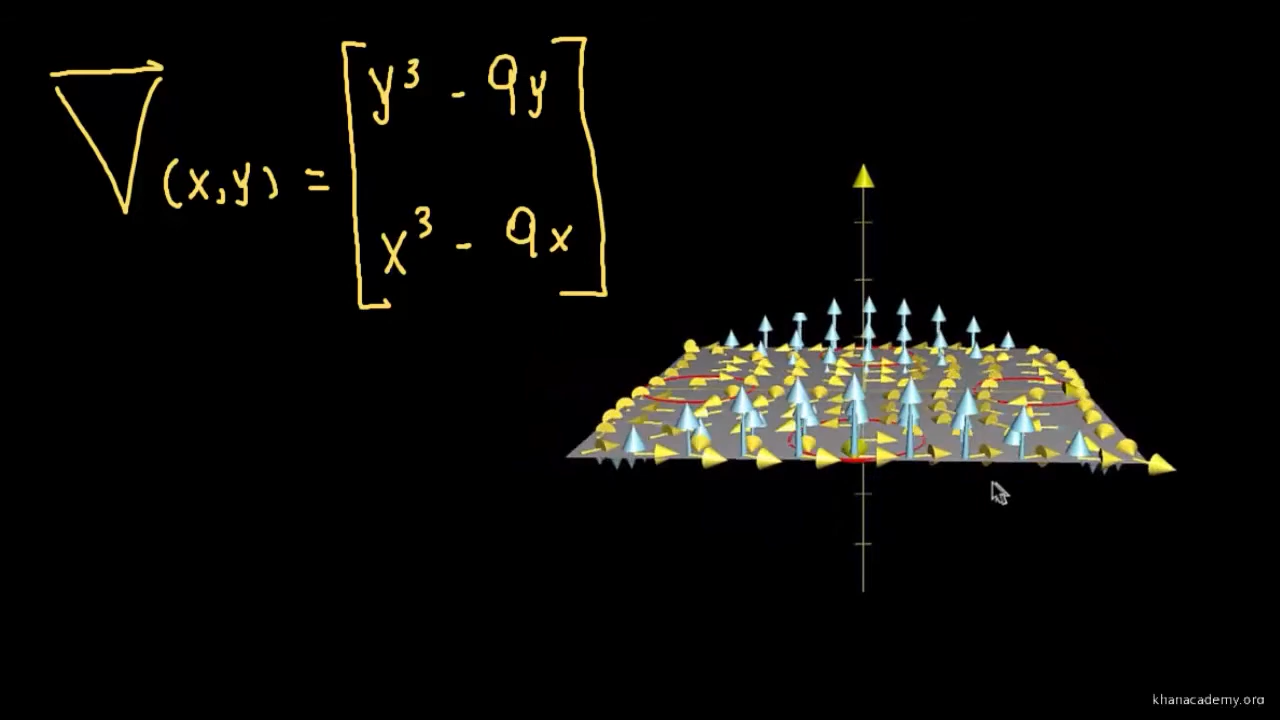 V⃗(x,y) = [y³ - 9y
x³ - 9x]
khanacademy.org